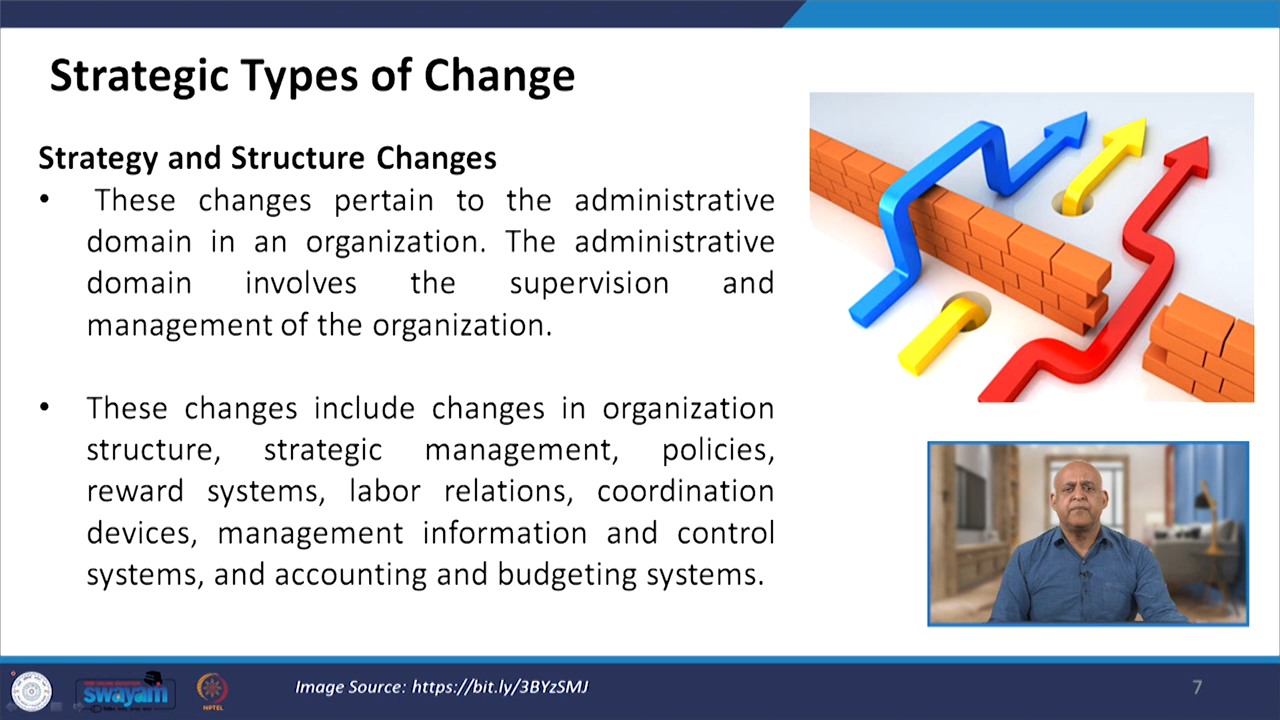 Strategic Types of Change
Strategy and Structure Changes
• These changes pertain to the administrative
domain in an organization. The administrative
domain involves the supervision and
management of the organization.
• These changes include changes in organization
structure, strategic management, policies,
reward systems, labor relations, coordination
devices, management information and control
systems, and accounting and budgeting systems.
swayam
NPTEL
Image Source: https://bit.ly/3BYzSMJ
7